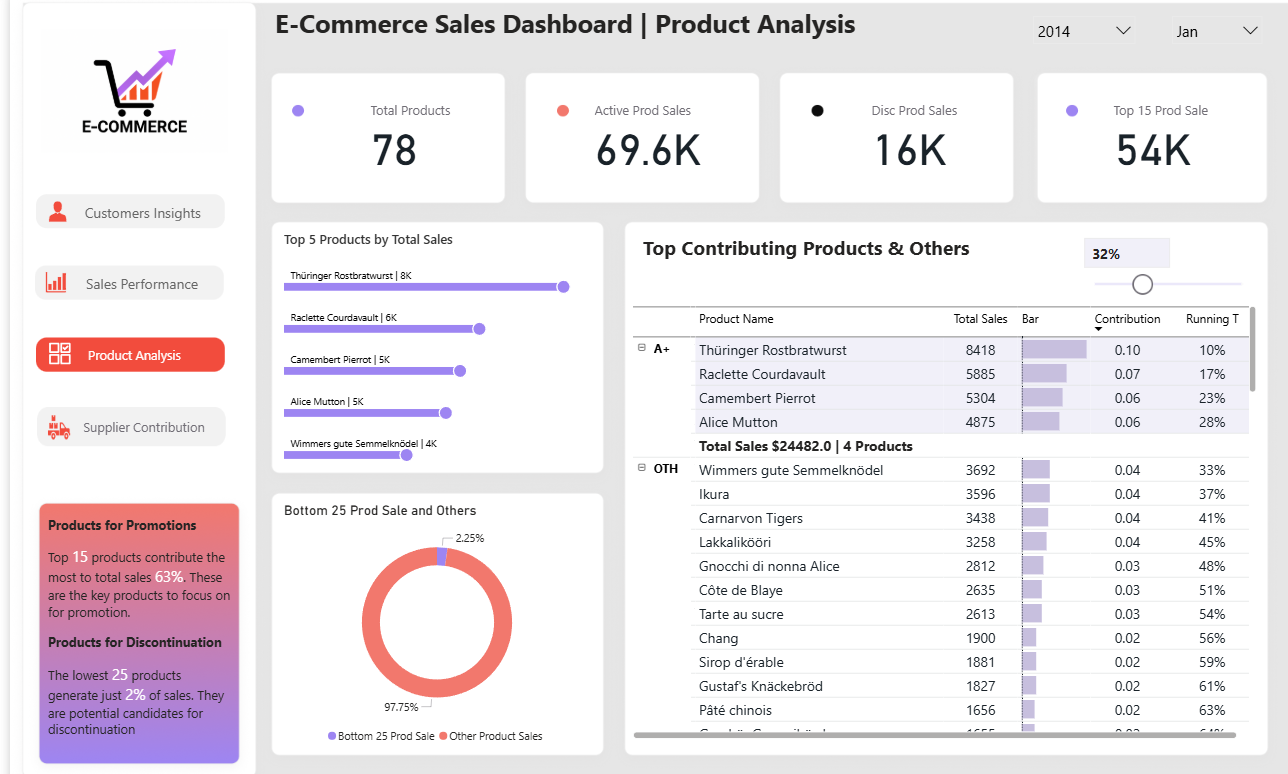 E-COMMERCE
Customers Insights
Sales Performance
Product Analysis
Supplier Contribution
Products for Promotions
Top 15 products contribute the
most to total sales 63%. These
are the key products to focus on
for promotion.
Products for Discontinuation
The lowest 25 products
generate just 2% of sales. They
are potential candidates for
discontinuation
E-Commerce Sales Dashboard | Product Analysis
2014 Jan
Total Products
78
Active Prod Sales
69.6K
Disc Prod Sales
16K
Top 15 Prod Sale
54K
Top 5 Products by Total Sales
Thüringer Rostbratwurst | 8K
Raclette Courdavault | 6K
Camembert Pierrot | 5K
Alice Mutton | 5K
Wimmers gute Semmelknödel | 4K
Bottom 25 Prod Sale and Others
2.25%
97.75%
Bottom 25 Prod Sale Other Product Sales
Top Contributing Products & Others
32%
Product Name Total Sales Bar Contribution Running T
A+ Thüringer Rostbratwurst 8418 0.10 10%
Raclette Courdavault 5885 0.07 17%
Camembert Pierrot 5304 0.06 23%
Alice Mutton 4875 0.06 28%
Total Sales $24482.0 | 4 Products
OTH Wimmers gute Semmelknödel 3692 0.04 33%
Ikura 3596 0.04 37%
Carnarvon Tigers 3438 0.04 41%
Lakkalikööri 3258 0.04 45%
Gnocchi di nonna Alice 2812 0.03 48%
Côte de Blaye 2635 0.03 51%
Tarte au sucre 2613 0.03 54%
Chang 1900 0.02 56%
Sirop d'érable 1881 0.02 59%
Gustaf's Knäckebröd 1827 0.02 61%
Pâté chinois 1656 0.02 63%